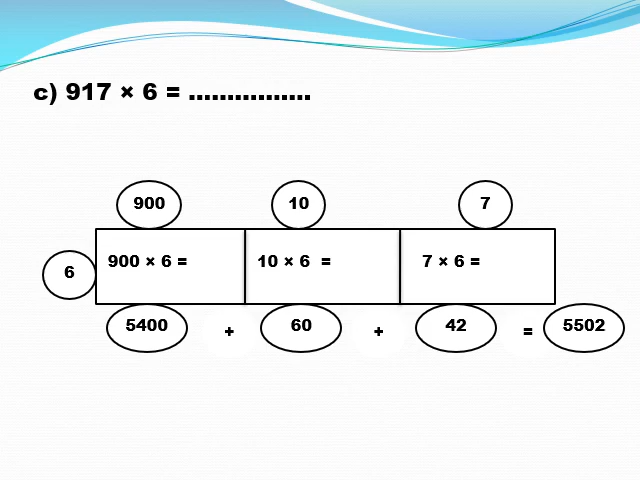 c) 917 × 6 = ................
900 10 7
6 900 × 6 = 10 × 6 = 7 × 6 =
5400 + 60 + 42 = 5502